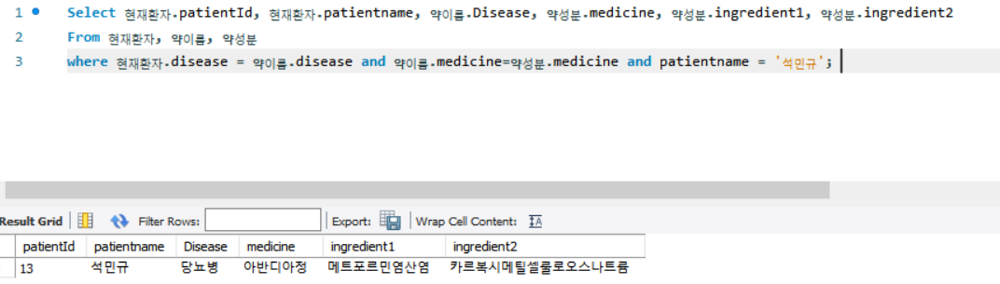 1 Select 현재환자.patientId, 현재환자.patientname, 약이름.Disease, 약성분.medicine, 약성분.ingredient1, 약성분.ingredient2
2 From 현재환자, 약이름, 약성분
3 where 현재환자.disease = 약이름.disease and 약이름.medicine=약성분.medicine and patientname = '석민규';
Result Grid Filter Rows: Export: Wrap Cell Content: IA
patientId patientname Disease medicine ingredient1 ingredient2
13 석민규 당뇨병 아반디아정 메트포르민염산염 카르복시메틸셀룰로오스나트륨